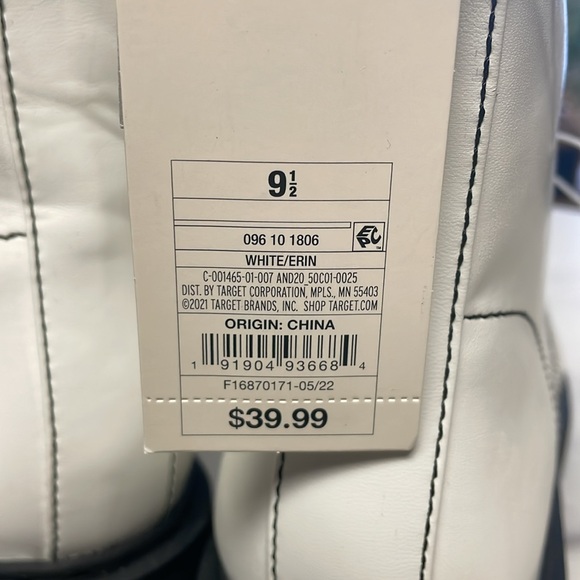 9½
096 10 1806
EPC
WHITE/ERIN
C-001465-01-007 AND20_50C01-0025
DIST. BY TARGET CORPORATION, MPLS., MN 55403
©2021 TARGET BRANDS, INC. SHOP TARGET.COM
ORIGIN: CHINA
1 91904 93668 4
F16870171-05/22
$39.99